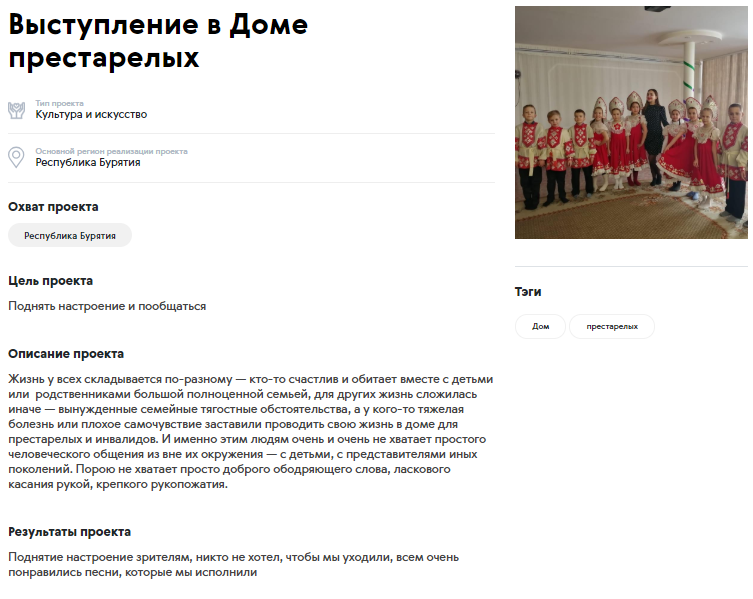 Выступление в Доме
престарелых
Тип проекта
Культура и искусство
Основной регион реализации проекта
Республика Бурятия
Охват проекта
Республика Бурятия
Цель проекта
Поднять настроение и пообщаться
Описание проекта
Жизнь у всех складывается по-разному — кто-то счастлив и обитает вместе с детьми
или родственниками большой полноценной семьей, для других жизнь сложилась
иначе — вынужденные семейные тягостные обстоятельства, а у кого-то тяжелая
болезнь или плохое самочувствие заставили проводить свою жизнь в доме для
престарелых и инвалидов. И именно этим людям очень и очень не хватает простого
человеческого общения из вне их окружения — с детьми, с представителями иных
поколений. Порою не хватает просто доброго ободряющего слова, ласкового
касания рукой, крепкого рукопожатия.
Результаты проекта
Поднятие настроение зрителям, никто не хотел, чтобы мы уходили, всем очень
понравились песни, которые мы исполнили
Тэги
Дом
престарелых